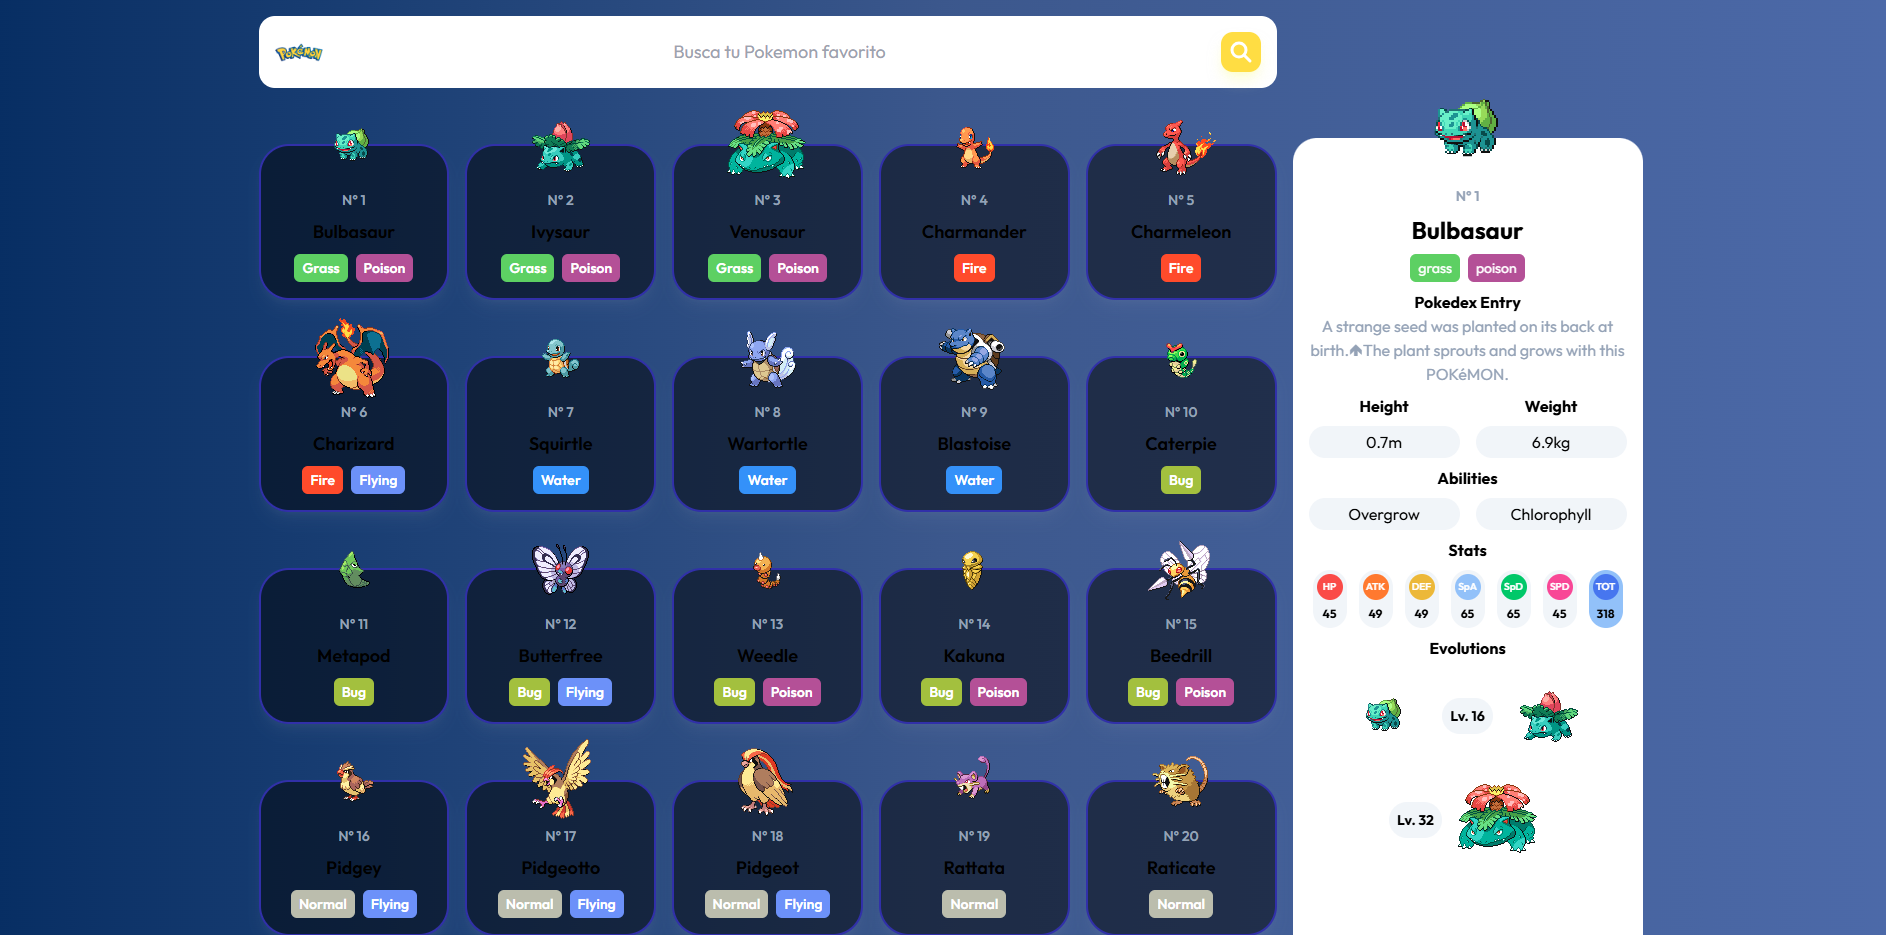 Pokémon
Busca tu Pokemon favorito
N° 1
Bulbasaur
Grass Poison
N° 2
Ivysaur
Grass Poison
N° 3
Venusaur
Grass Poison
N° 4
Charmander
Fire
N° 5
Charmeleon
Fire
N° 6
Charizard
Fire Flying
N° 7
Squirtle
Water
N° 8
Wartortle
Water
N° 9
Blastoise
Water
N° 10
Caterpie
Bug
N° 11
Metapod
Bug
N° 12
Butterfree
Bug Flying
N° 13
Weedle
Bug Poison
N° 14
Kakuna
Bug Poison
N° 15
Beedrill
Bug Poison
N° 16
Pidgey
Normal Flying
N° 17
Pidgeotto
Normal Flying
N° 18
Pidgeot
Normal Flying
N° 19
Rattata
Normal
N° 20
Raticate
Normal
N° 1
Bulbasaur
grass poison
Pokedex Entry
A strange seed was planted on its back at
birth.↑The plant sprouts and grows with this
POKéMON.
Height Weight
0.7m 6.9kg
Abilities
Overgrow Chlorophyll
Stats
HP ATK DEF SpA SpD SPD TOT
45 49 49 65 65 45 318
Evolutions
Lv. 16
Lv. 32